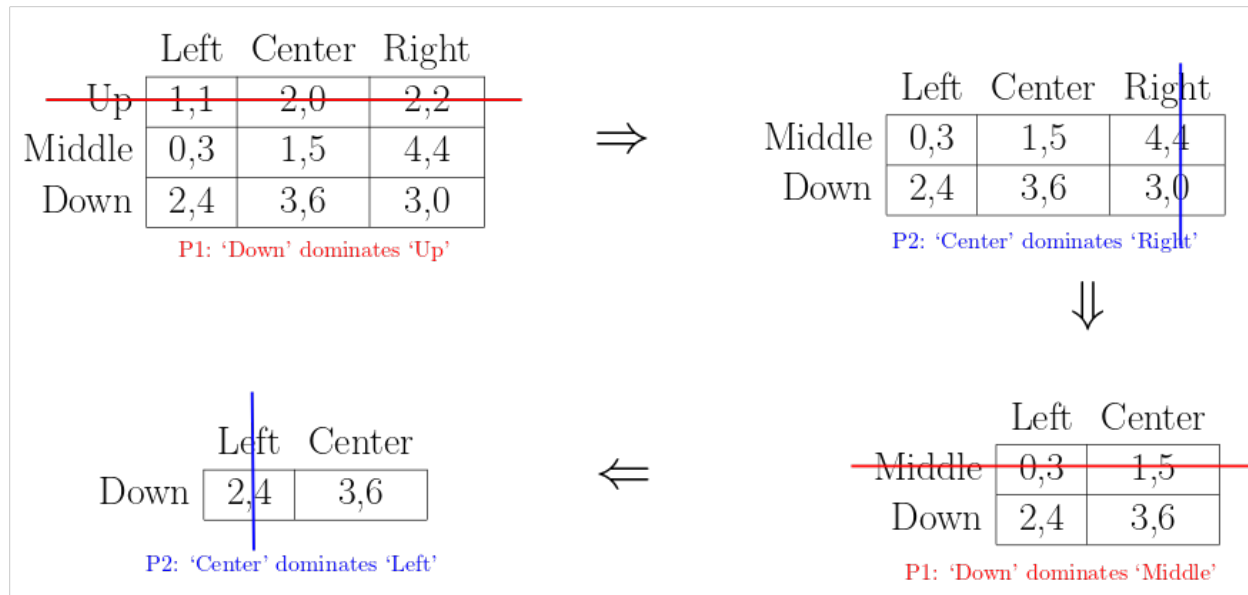 Left Center Right
Up 1,1 2,0 2,2
Middle 0,3 1,5 4,4
Down 2,4 3,6 3,0
P1: ‘Down’ dominates ‘Up’
⇒
Left Center Right
Middle 0,3 1,5 4,4
Down 2,4 3,6 3,0
P2: ‘Center’ dominates ‘Right’
⇓
Left Center
Middle 0,3 1,5
Down 2,4 3,6
P1: ‘Down’ dominates ‘Middle’
⇐
Left Center
Down 2,4 3,6
P2: ‘Center’ dominates ‘Left’